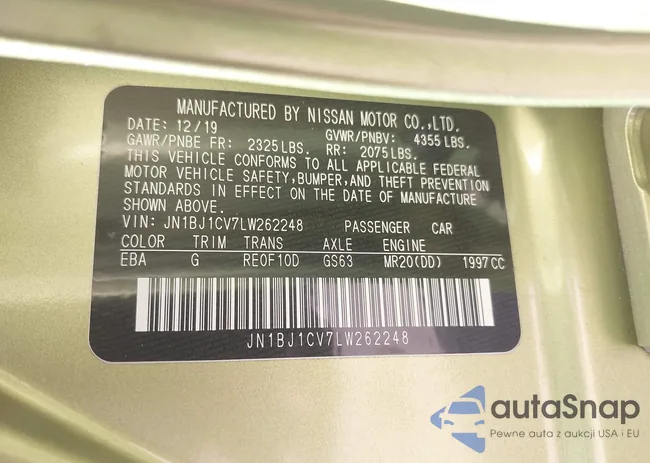 MANUFACTURED BY NISSAN MOTOR CO.,LTD.
DATE: 12/19 GVWR/PNBV: 4355 LBS.
GAWR/PNBE FR: 2325 LBS. RR: 2075 LBS.
THIS VEHICLE CONFORMS TO ALL APPLICABLE FEDERAL
MOTOR VEHICLE SAFETY, BUMPER, AND THEFT PREVENTION
STANDARDS IN EFFECT ON THE DATE OF MANUFACTURE
SHOWN ABOVE.
VIN: JN1BJ1CV7LW262248 PASSENGER CAR
COLOR TRIM TRANS AXLE ENGINE
EBA G RE0F10D GS63 MR20(DD) 1997 CC
JN1BJ1CV7LW262248
autaSnap
Pewne auta z aukcji USA i EU